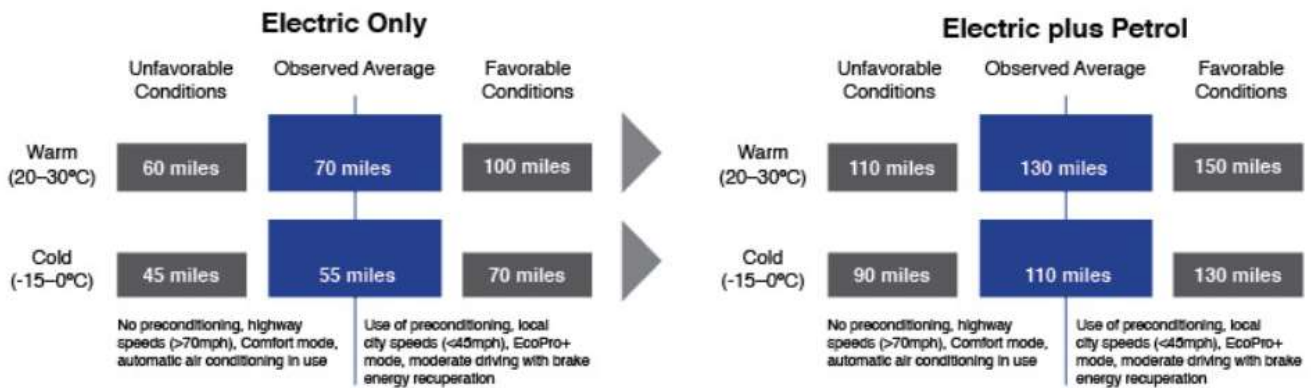 Electric Only
Unfavorable Conditions
Observed Average
Favorable Conditions
Warm (20–30ºC)
60 miles
70 miles
100 miles
Cold (-15–0ºC)
45 miles
55 miles
70 miles
No preconditioning, highway
speeds (>70mph), Comfort mode,
automatic air conditioning in use
Use of preconditioning, local
city speeds (<45mph), EcoPro+
mode, moderate driving with brake
energy recuperation
Electric plus Petrol
Unfavorable Conditions
Observed Average
Favorable Conditions
Warm (20–30ºC)
110 miles
130 miles
150 miles
Cold (-15–0ºC)
90 miles
110 miles
130 miles
No preconditioning, highway
speeds (>70mph), Comfort mode,
automatic air conditioning in use
Use of preconditioning, local
city speeds (<45mph), EcoPro+
mode, moderate driving with brake
energy recuperation